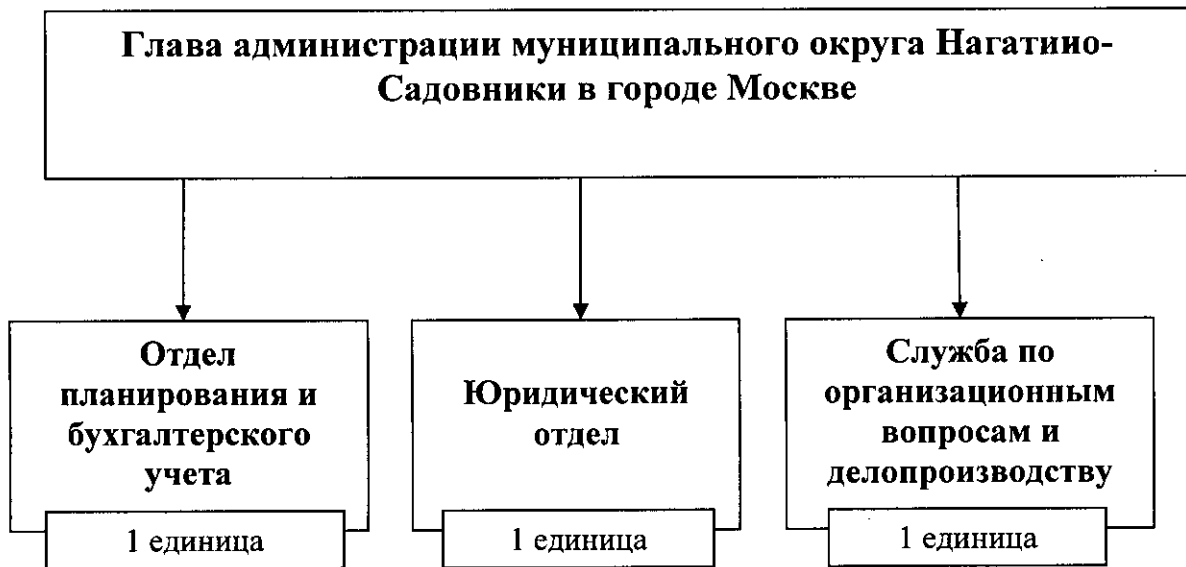 Глава администрации муниципального округа Нагатино-
Садовники в городе Москве
Отдел
планирования и
бухгалтерского
учета
1 единица
Юридический
отдел
1 единица
Служба по
организационным
вопросам и
делопроизводству
1 единица